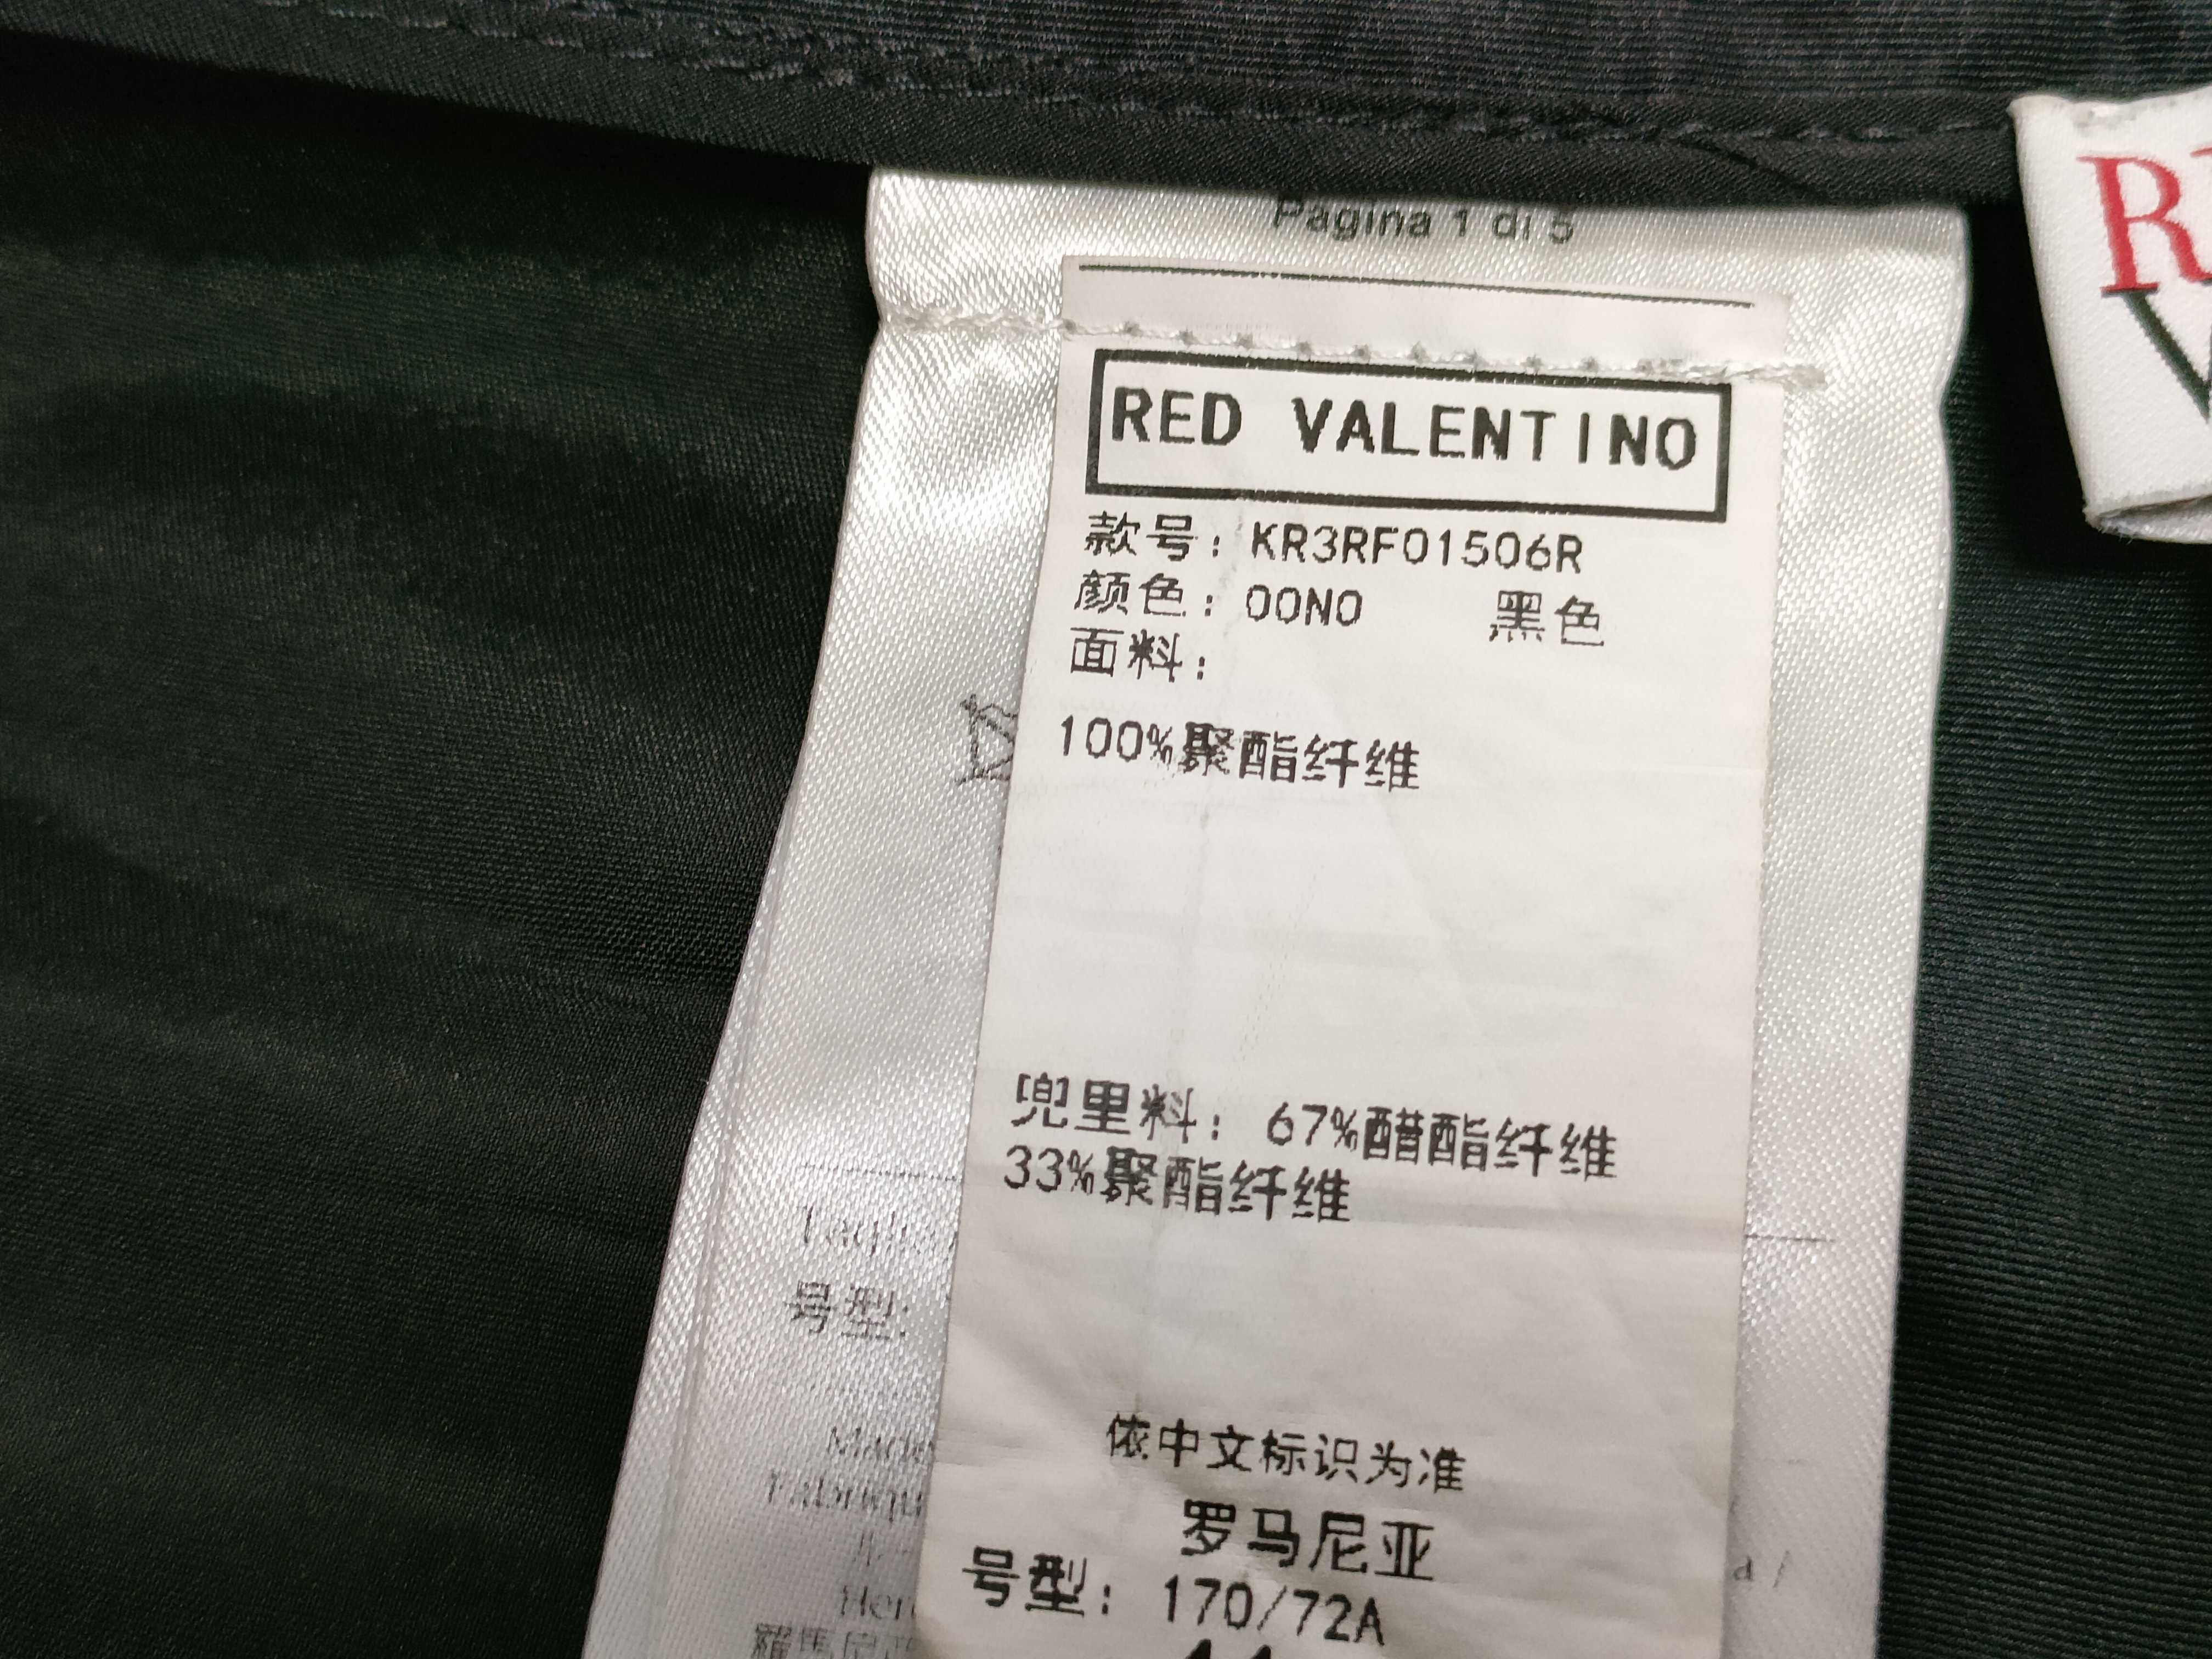 Pagina 1 di 5
RED VALENTINO
款号: KR3RF01506R
颜色: 00N0 黑色
面料:
100%聚酯纤维
兜里料: 67%醋酯纤维
33%聚酯纤维
号型:
依中文标识为准
罗马尼亚
号型: 170/72A
R
V